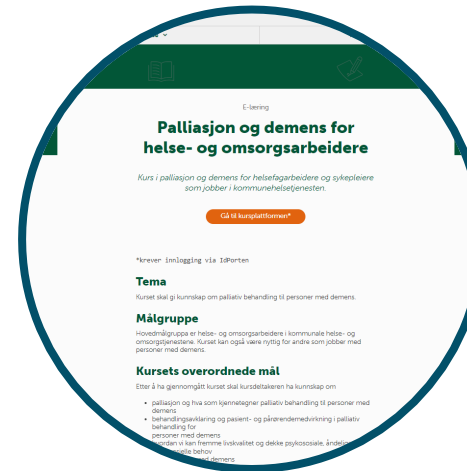 E-læring
Palliasjon og demens for
helse- og omsorgsarbeidere
Kurs i palliasjon og demens for helsefagarbeidere og sykepleiere
som jobber i kommunehelsetjenesten.
Gå til kursplattformen*
*krever innlogging via IdPorten
Tema
Kurset skal gi kunnskap om palliativ behandling til personer med demens.
Målgruppe
Hovedmålgruppa er helse- og omsorgsarbeidere i kommunale helse- og
omsorgstjenestene. Kurset kan også være nyttig for andre som jobber med
personer med demens.
Kursets overordnede mål
Etter å ha gjennomgått kurset skal kursdeltakeren ha kunnskap om
• palliasjon og hva som kjennetegner palliativ behandling til personer med
demens
• behandlingsavklaring og pasient- og pårørendemedvirkning i palliativ
behandling for
personer med demens
vordan vi kan fremme livskvalitet og dekke psykososiale,
behov
med demens